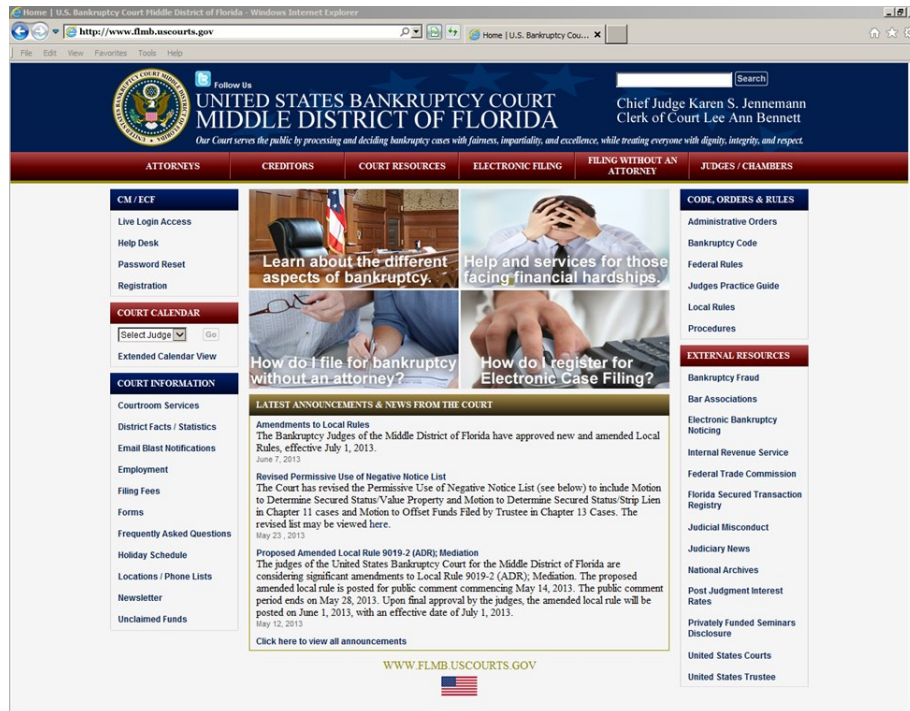 Home | U.S. Bankruptcy Court Middle District of Florida - Windows Internet Explorer
http://www.flmb.uscourts.gov
Home | U.S. Bankruptcy Cou...
File Edit View Favorites Tools Help
Follow Us
Search
UNITED STATES BANKRUPTCY COURT
MIDDLE DISTRICT OF FLORIDA
Chief Judge Karen S. Jennemann
Clerk of Court Lee Ann Bennett
Our Court serves the public by processing and deciding bankruptcy cases with fairness, impartiality, and excellence, while treating everyone with dignity, integrity, and respect.
ATTORNEYS
CREDITORS
COURT RESOURCES
ELECTRONIC FILING
FILING WITHOUT AN
ATTORNEY
JUDGES / CHAMBERS
CM / ECF
Live Login Access
Help Desk
Password Reset
Registration
COURT CALENDAR
Select Judge
Go
Extended Calendar View
COURT INFORMATION
Courtroom Services
District Facts / Statistics
Email Blast Notifications
Employment
Filing Fees
Forms
Frequently Asked Questions
Holiday Schedule
Locations / Phone Lists
Newsletter
Unclaimed Funds
Learn about the different
aspects of bankruptcy.
Help and services for those
facing financial hardships.
How do I file for bankruptcy
without an attorney?
How do I register for
Electronic Case Filing?
LATEST ANNOUNCEMENTS & NEWS FROM THE COURT
Amendments to Local Rules
The Bankruptcy Judges of the Middle District of Florida have approved new and amended Local
Rules, effective July 1, 2013.
June 7, 2013
Revised Permissive Use of Negative Notice List
The Court has revised the Permissive Use of Negative Notice List (see below) to include Motion
to Determine Secured Status/Value Property and Motion to Determine Secured Status/Strip Lien
in Chapter 11 cases and Motion to Offset Funds Filed by Trustee in Chapter 13 Cases. The
revised list may be viewed here.
May 23 , 2013
Proposed Amended Local Rule 9019-2 (ADR); Mediation
The judges of the United States Bankruptcy Court for the Middle District of Florida are
considering significant amendments to Local Rule 9019-2 (ADR); Mediation. The proposed
amended local rule is posted for public comment commencing May 14, 2013. The public comment
period ends on May 28, 2013. Upon final approval by the judges, the amended local rule will be
posted on June 1, 2013, with an effective date of July 1, 2013.
May 12, 2013
Click here to view all announcements
WWW.FLMB.USCOURTS.GOV
CODE, ORDERS & RULES
Administrative Orders
Bankruptcy Code
Federal Rules
Judges Practice Guide
Local Rules
Procedures
EXTERNAL RESOURCES
Bankruptcy Fraud
Bar Associations
Electronic Bankruptcy
Noticing
Internal Revenue Service
Federal Trade Commission
Florida Secured Transaction
Registry
Judicial Misconduct
Judiciary News
National Archives
Post Judgment Interest
Rates
Privately Funded Seminars
Disclosure
United States Courts
United States Trustee